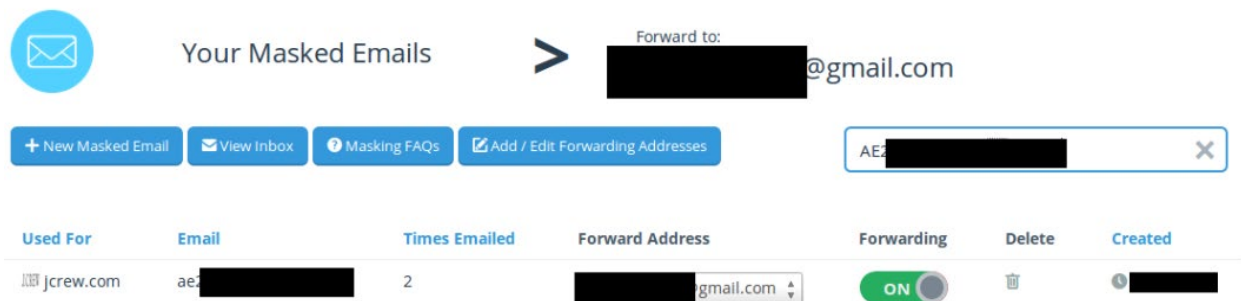 Your Masked Emails > Forward to:
@gmail.com
+ New Masked Email View Inbox ? Masking FAQs Add / Edit Forwarding Addresses AE2 ×
Used For Email Times Emailed Forward Address Forwarding Delete Created
jcrew.com ae2 2 gmail.com ON